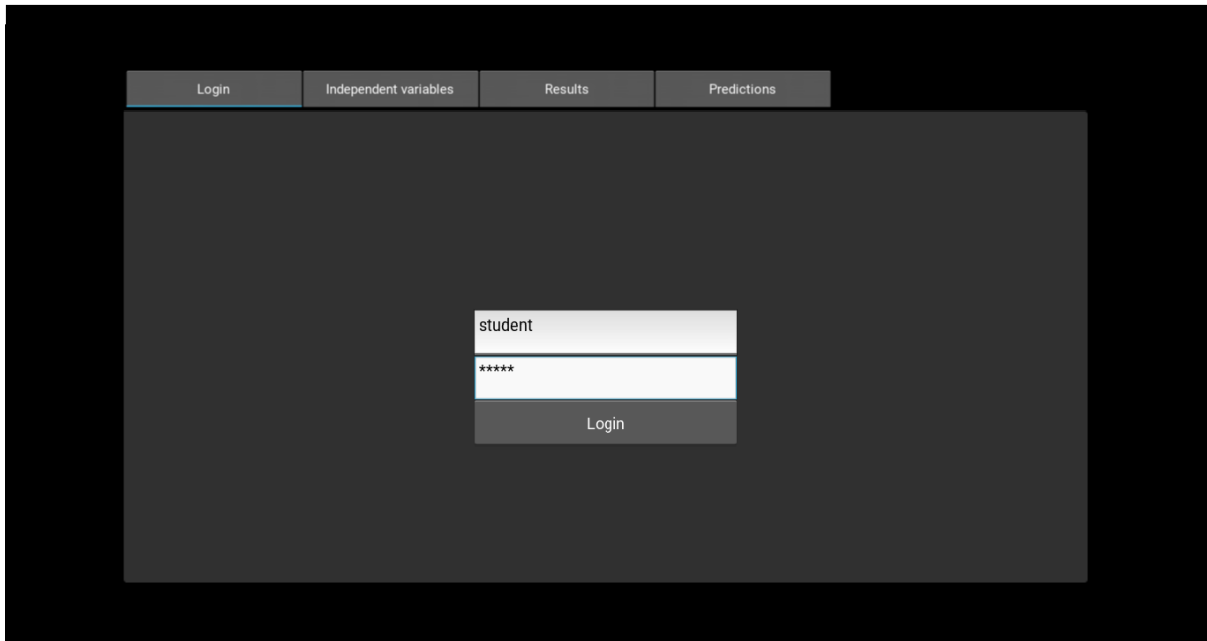 Login Independent variables Results Predictions
student
*****
Login